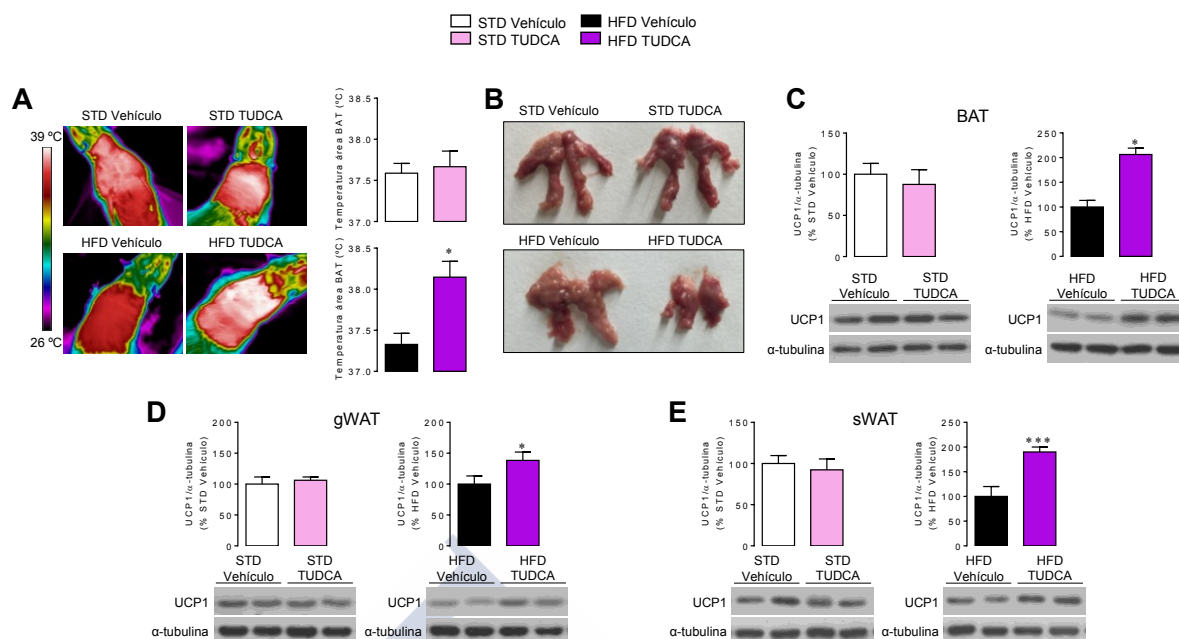 STD Vehículo HFD Vehículo
STD TUDCA HFD TUDCA
A
STD Vehículo STD TUDCA
39 ºC
HFD Vehículo HFD TUDCA
26 ºC
Temperatura área BAT (ºC)
38.5
38.0
37.5
37.0
Temperatura área BAT (ºC)
38.5
38.0
37.5
37.0
*
B
STD Vehículo STD TUDCA
HFD Vehículo HFD TUDCA
C
BAT
UCP1/α-tubulina
(% STD Vehículo)
150
100
50
0
STD Vehículo STD TUDCA
UCP1
α-tubulina
UCP1/α-tubulina
(% HFD Vehículo)
250
200
150
100
50
0
*
HFD Vehículo HFD TUDCA
UCP1
α-tubulina
D
gWAT
UCP1/α-tubulina
(% STD Vehículo)
200
150
100
50
0
STD Vehículo STD TUDCA
UCP1
α-tubulina
UCP1/α-tubulina
(% HFD Vehículo)
200
150
100
50
0
*
HFD Vehículo HFD TUDCA
UCP1
α-tubulina
E
sWAT
UCP1/α-tubulina
(% STD Vehículo)
150
100
50
0
STD Vehículo STD TUDCA
UCP1
α-tubulina
UCP1/α-tubulina
(% HFD Vehículo)
250
200
150
100
50
0
***
HFD Vehículo HFD TUDCA
UCP1
α-tubulina